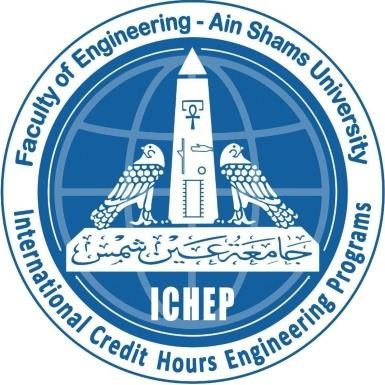 Faculty of Engineering - Ain Shams University
جامعة عين شمس
ICHEP
International Credit Hours Engineering Programs